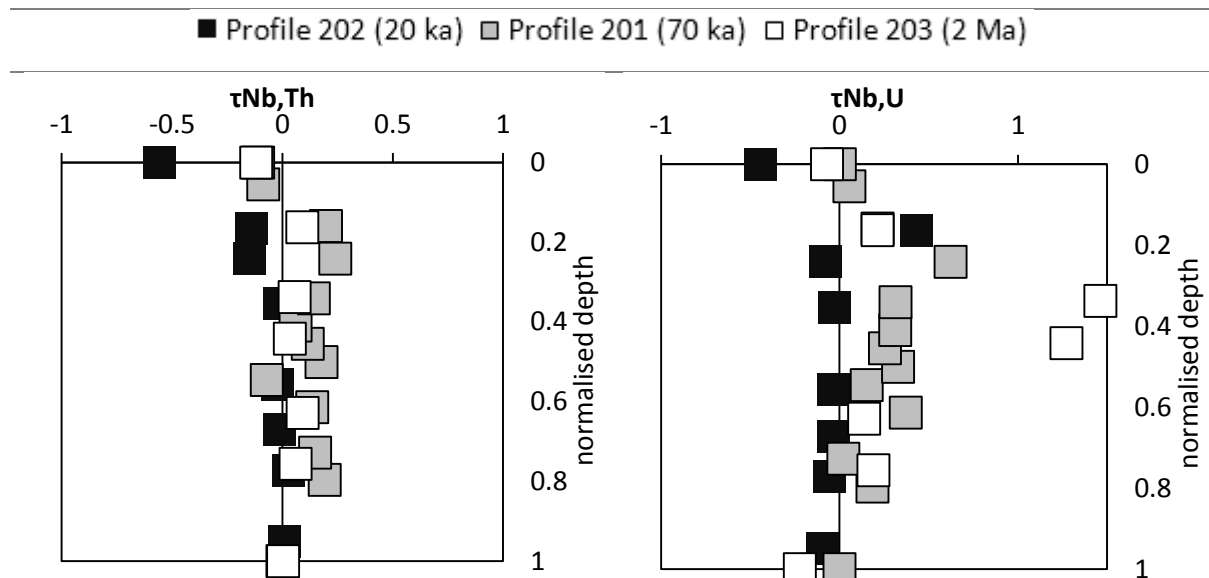 Profile 202 (20 ka) Profile 201 (70 ka) Profile 203 (2 Ma)
τNb,Th
-1 -0.5 0 0.5 1
0
0.2
0.4
0.6
0.8
1
normalised depth
τNb,U
-1 0 1
0
0.2
0.4
0.6
0.8
1
normalised depth